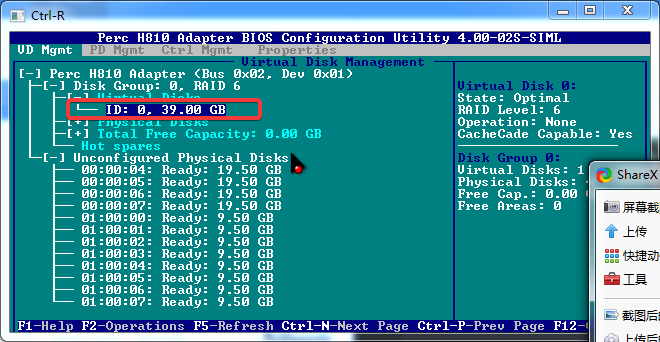 Ctrl-R
Perc H810 Adapter BIOS Configuration Utility 4.00-02S-SIML
VD Mgmt PD Mgmt Ctrl Mgmt Properties
Virtual Disk Management
[-] Perc H810 Adapter (Bus 0x02, Dev 0x01)
[-] Disk Group: 0, RAID 6
[-] Virtual Disks
ID: 0, 39.00 GB
[+] Physical Disks
[+] Total Free Capacity: 0.00 GB
Hot spares
[-] Unconfigured Physical Disks
00:00:04: Ready: 19.50 GB
00:00:05: Ready: 19.50 GB
00:00:06: Ready: 19.50 GB
00:00:07: Ready: 19.50 GB
01:00:00: Ready: 9.50 GB
01:00:01: Ready: 9.50 GB
01:00:02: Ready: 9.50 GB
01:00:03: Ready: 9.50 GB
01:00:04: Ready: 9.50 GB
01:00:05: Ready: 9.50 GB
01:00:06: Ready: 9.50 GB
01:00:07: Ready: 9.50 GB
Virtual Disk 0:
State: Optimal
RAID Level: 6
Operation: None
CacheCade Capable: Yes
Disk Group 0:
Virtual Disks: 1
Physical Disks:
Free Cap.: 0.00
Free Areas: 0
F1-Help F2-Operations F5-Refresh Ctrl-N-Next Page Ctrl-P-Prev Page F12-
ShareX
屏幕截
上传
快捷动
工具
截图后的
上传后